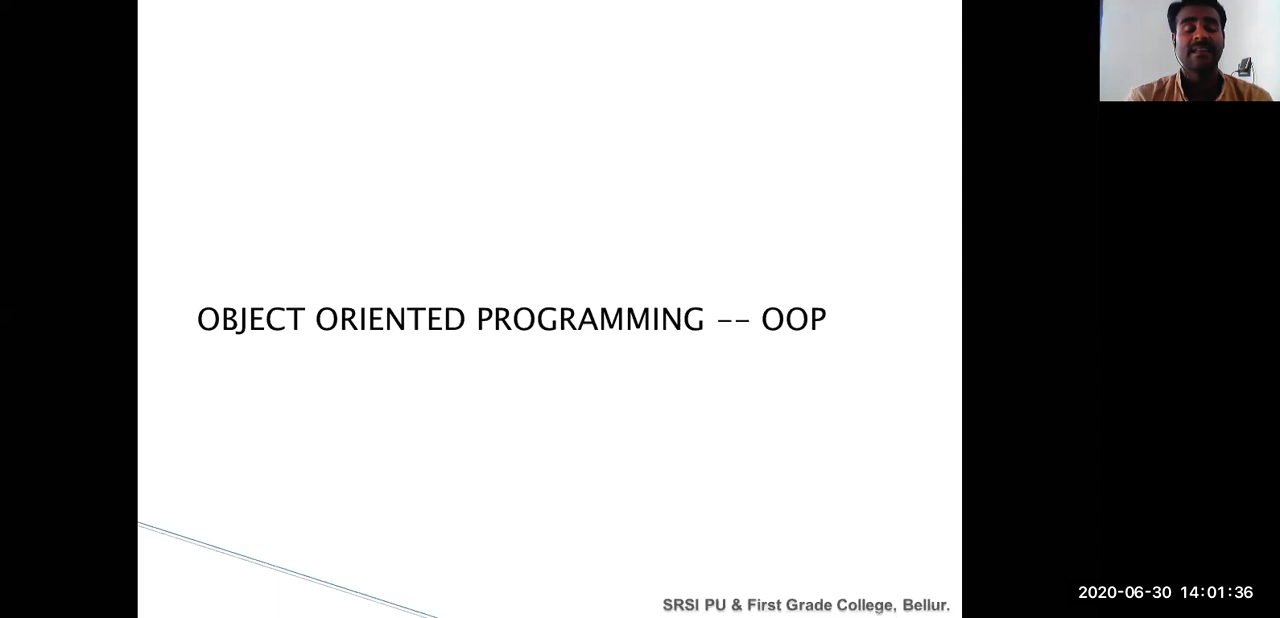 OBJECT ORIENTED PROGRAMMING -- OOP
SRSI PU & First Grade College, Bellur.
2020-06-30 14:01:36